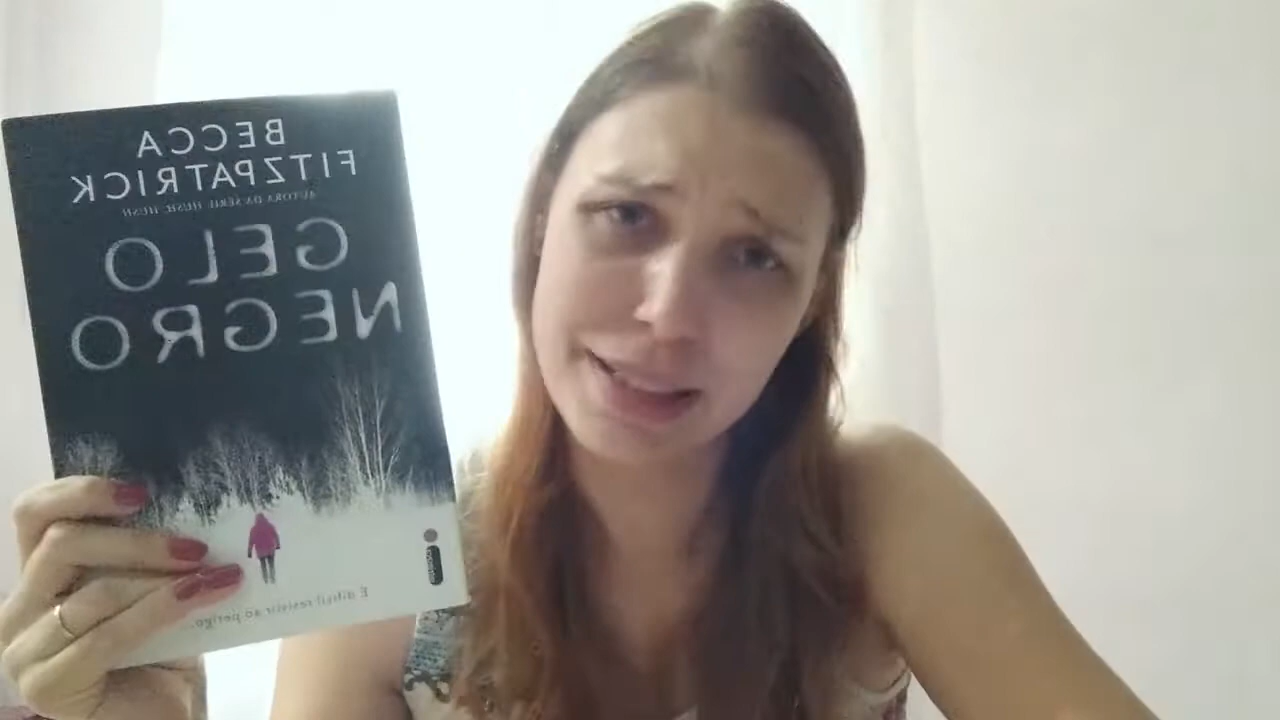 BECCA
FITZPATRICK
AUTORA DA SÉRIE HUSH, HUSH
GELO
NEGRO
É difícil resistir ao perigo.